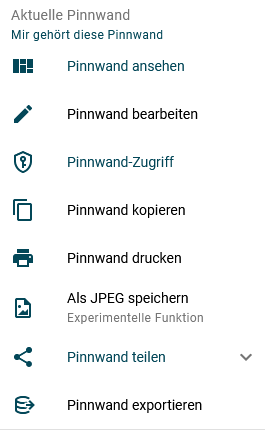 Aktuelle Pinnwand
Mir gehört diese Pinnwand
Pinnwand ansehen
Pinnwand bearbeiten
Pinnwand-Zugriff
Pinnwand kopieren
Pinnwand drucken
Als JPEG speichern
Experimentelle Funktion
Pinnwand teilen
Pinnwand exportieren